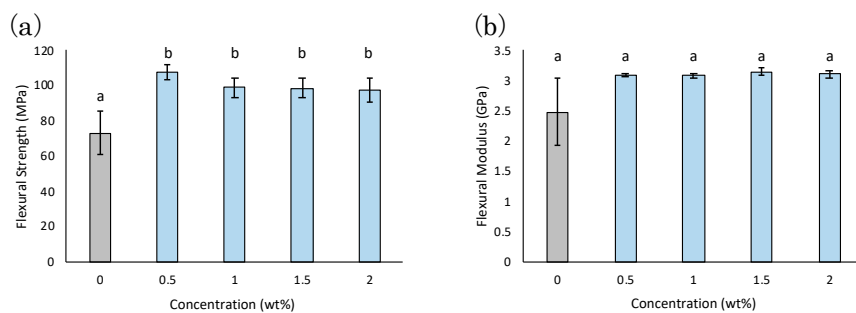 (a)
Flexural Strength (MPa)
120
100
80
60
40
20
0
a
b
b
b
b
0 0.5 1 1.5 2
Concentration (wt%)
(b)
Flexural Modulus (GPa)
3.5
3
2.5
2
1.5
1
0.5
0
a
a
a
a
a
0 0.5 1 1.5 2
Concentration (wt%)